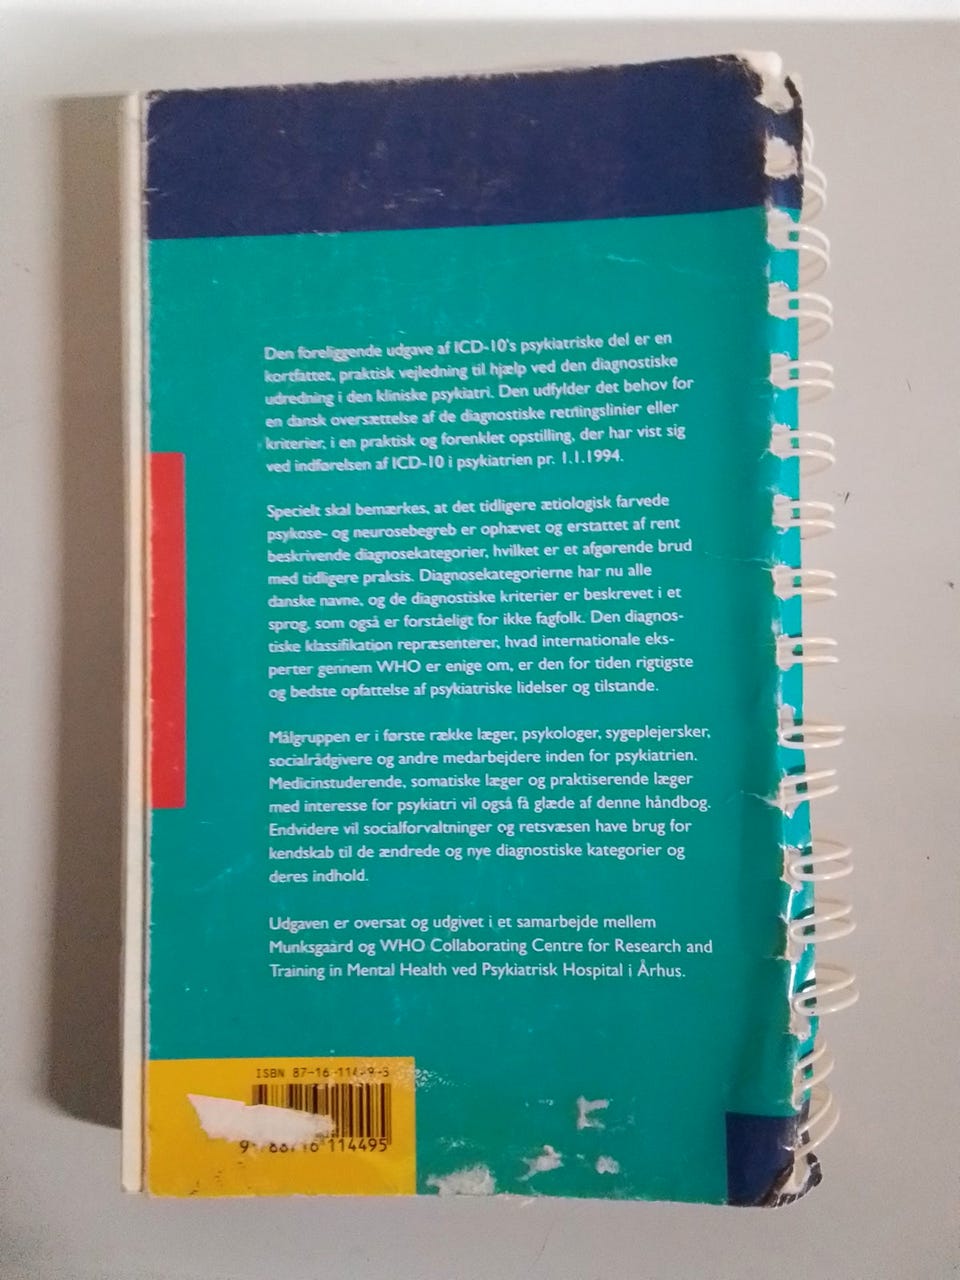 Den foreliggende udgave af ICD-10's psykiatriske del er en
kortfattet, praktisk vejledning til hjælp ved den diagnostiske
udredning i den kliniske psykiatri. Den udfylder det behov for
en dansk oversættelse af de diagnostiske retningslinier eller
kriterier, i en praktisk og forenklet opstilling, der har vist sig
ved indførelsen af ICD-10 i psykiatrien pr. 1.1.1994.
Specielt skal bemærkes, at det tidligere ætiologisk farvede
psykose- og neurosebegreb er ophævet og erstattet af rent
beskrivende diagnosekategorier, hvilket er et afgørende brud
med tidligere praksis. Diagnosekategorierne har nu alle
danske navne, og de diagnostiske kriterier er beskrevet i et
sprog, som også er forståeligt for ikke fagfolk. Den diagnos-
tiske klassifikation repræsenterer, hvad internationale eks-
perter gennem WHO er enige om, er den for tiden rigtigste
og bedste opfattelse af psykiatriske lidelser og tilstande.
Målgruppen er i første række læger, psykologer, sygeplejersker,
socialrådgivere og andre medarbejdere inden for psykiatrien.
Medicinstuderende, somatiske læger og praktiserende læger
med interesse for psykiatri vil også få glæde af denne håndbog.
Endvidere vil socialforvaltninger og retsvæsen have brug for
kendskab til de ændrede og nye diagnostiske kategorier og
deres indhold.
Udgaven er oversat og udgivet i et samarbejde mellem
Munksgaard og WHO Collaborating Centre for Research and
Training in Mental Health ved Psykiatrisk Hospital i Århus.
ISBN 87-16-11449-5
114495